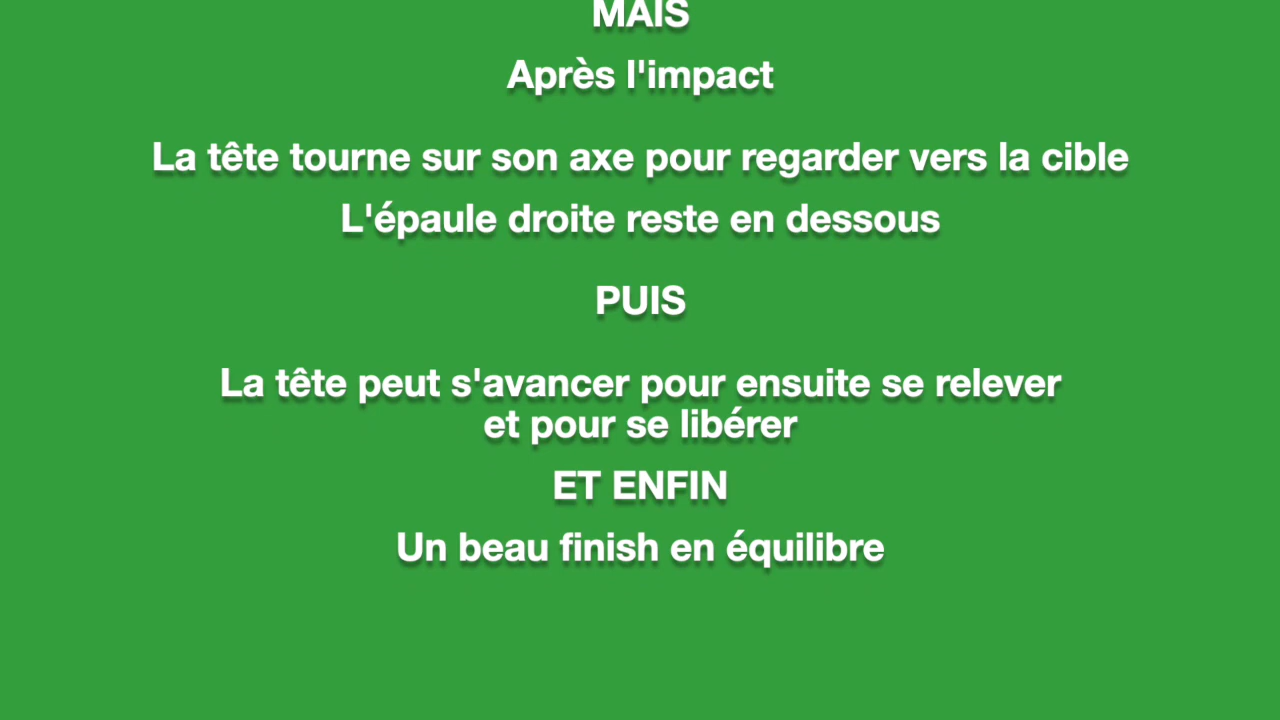 MAIS
Après l'impact
La tête tourne sur son axe pour regarder vers la cible
L'épaule droite reste en dessous
PUIS
La tête peut s'avancer pour ensuite se relever
et pour se libérer
ET ENFIN
Un beau finish en équilibre